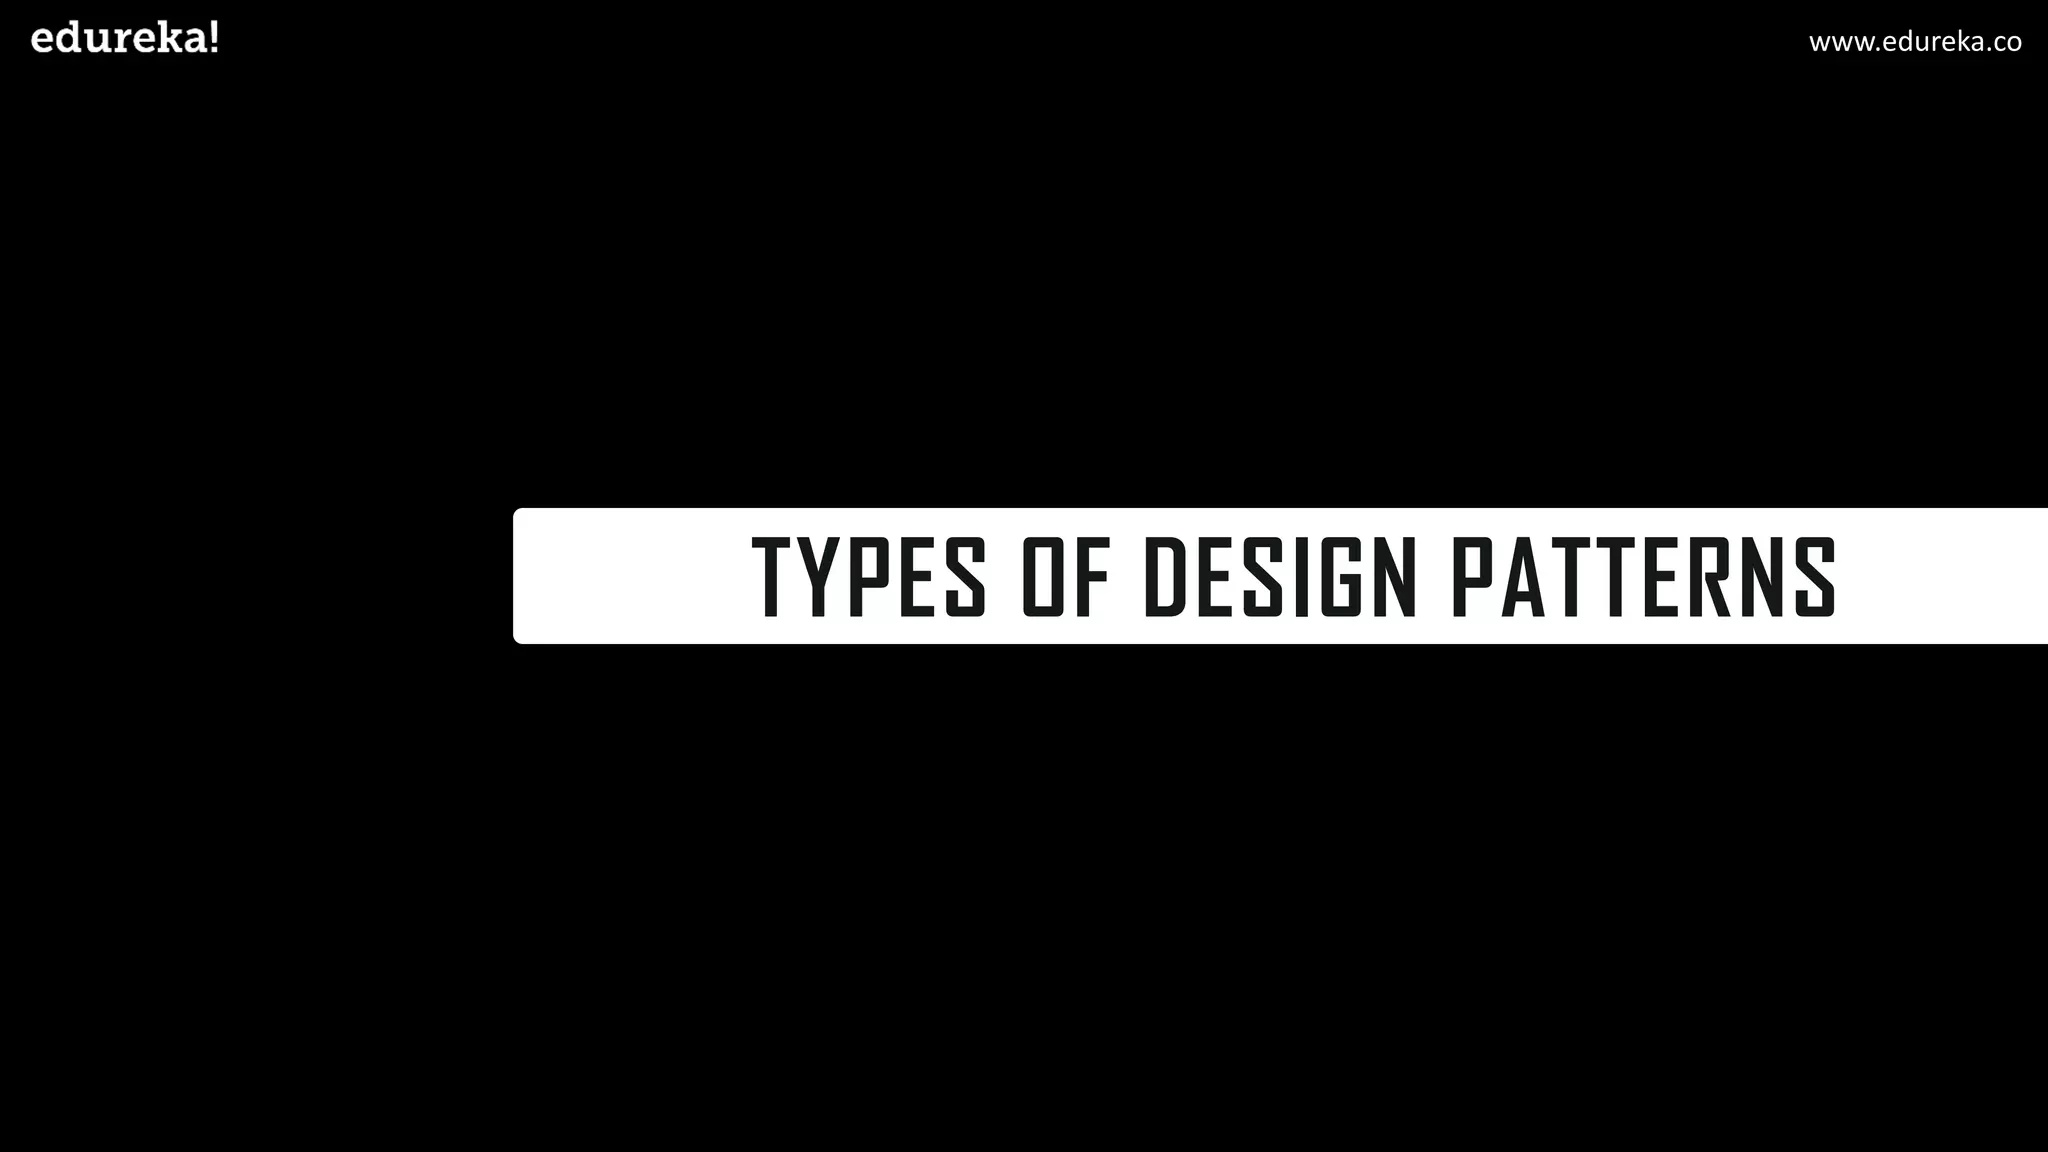 edureka!
www.edureka.co
TYPES OF DESIGN PATTERNS